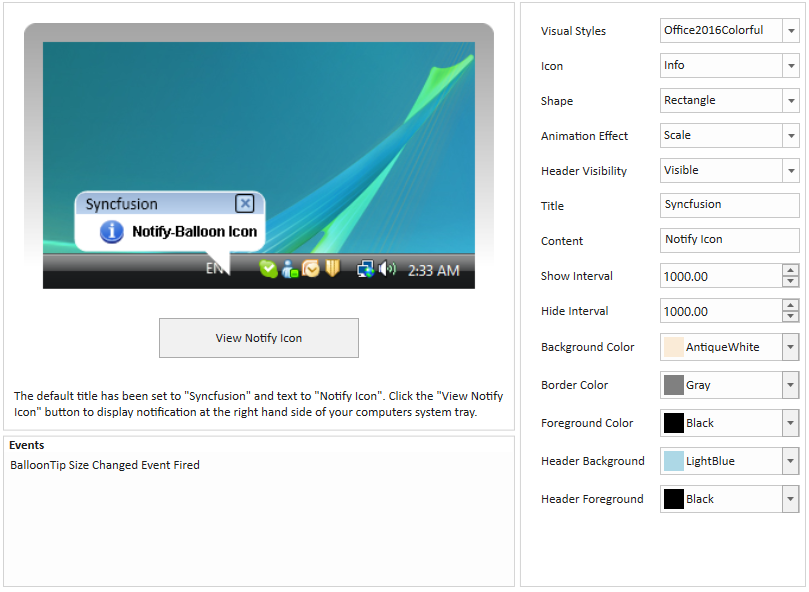 Syncfusion
Notify-Balloon Icon
EN
2:33 AM
View Notify Icon
The default title has been set to "Syncfusion" and text to "Notify Icon". Click the "View Notify
Icon" button to display notification at the right hand side of your computers system tray.
Events
BalloonTip Size Changed Event Fired
Visual Styles Office2016Colorful
Icon Info
Shape Rectangle
Animation Effect Scale
Header Visibility Visible
Title Syncfusion
Content Notify Icon
Show Interval 1000.00
Hide Interval 1000.00
Background Color AntiqueWhite
Border Color Gray
Foreground Color Black
Header Background LightBlue
Header Foreground Black